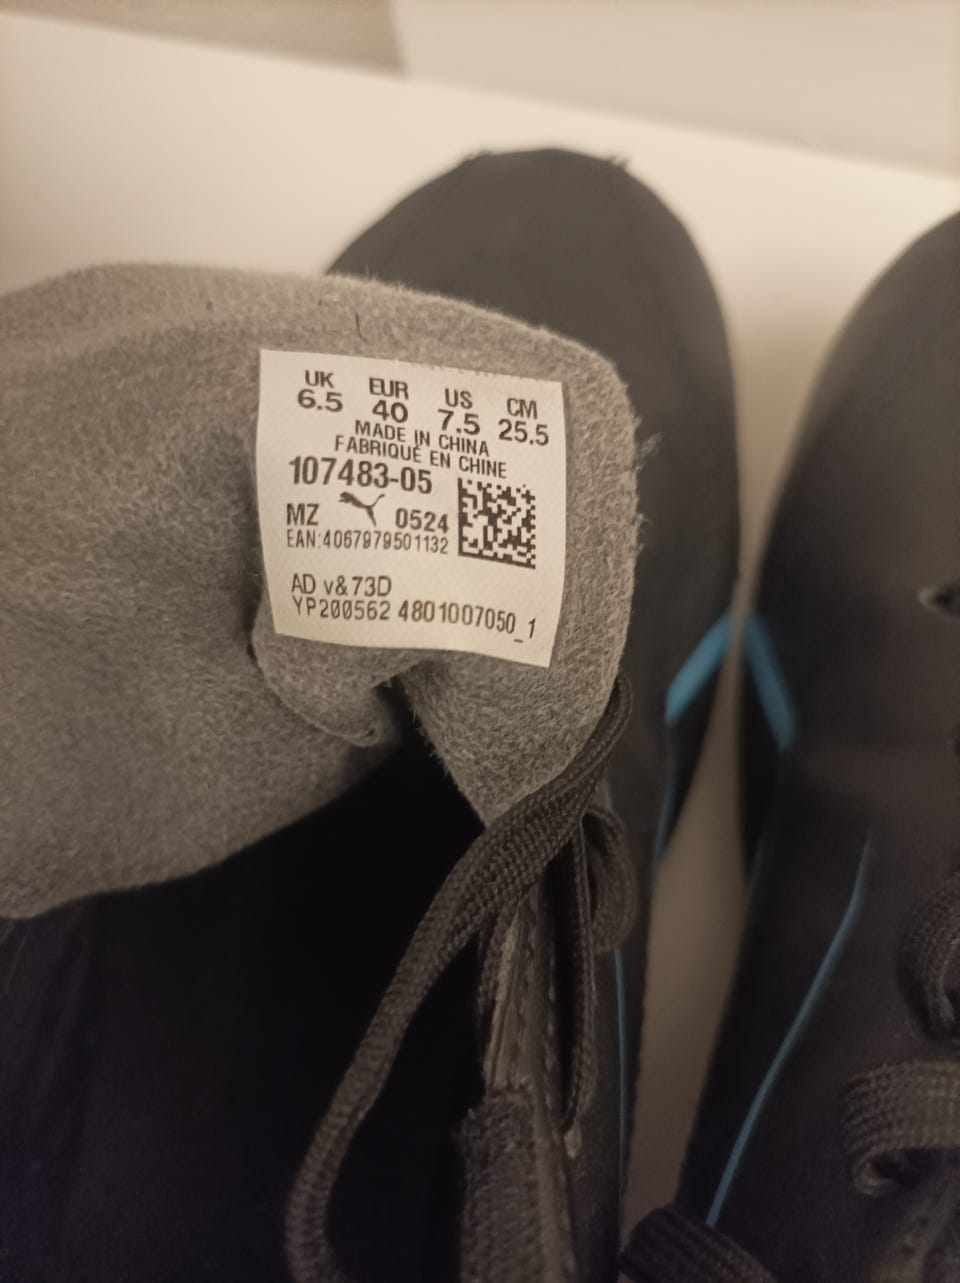 UK EUR US CM
6.5 40 7.5 25.5
MADE IN CHINA
FABRIQUÉ EN CHINE
107483-05
MZ 0524
EAN:4067979501132
AD v&73D
YP200562 4801007050_1